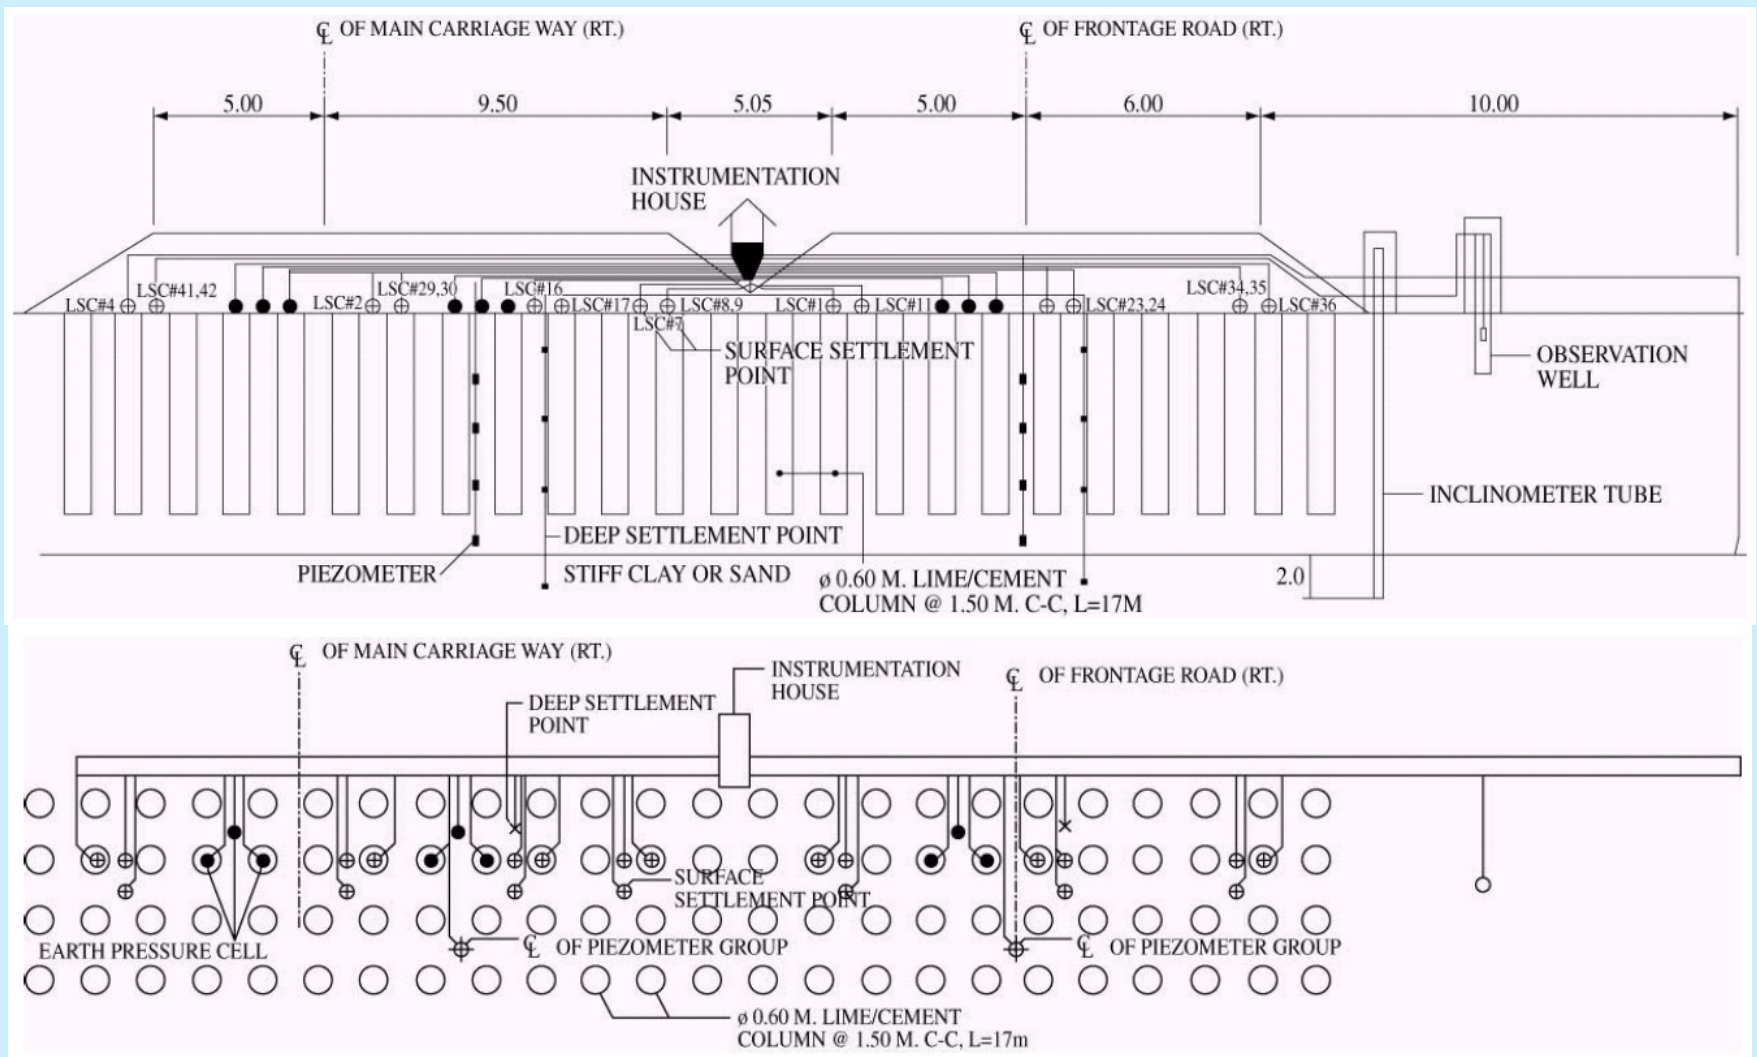 ℄ OF MAIN CARRIAGE WAY (RT.)
℄ OF FRONTAGE ROAD (RT.)
5.00
9.50
5.05
5.00
6.00
10.00
INSTRUMENTATION
HOUSE
LSC#4
LSC#41,42
LSC#2
LSC#29,30
LSC#16
LSC#17
LSC#7
LSC#8,9
LSC#1
LSC#11
LSC#23,24
LSC#34,35
LSC#36
SURFACE SETTLEMENT
POINT
OBSERVATION
WELL
INCLINOMETER TUBE
DEEP SETTLEMENT POINT
PIEZOMETER
STIFF CLAY OR SAND
ø 0.60 M. LIME/CEMENT
COLUMN @ 1.50 M. C-C, L=17M
2.0
℄ OF MAIN CARRIAGE WAY (RT.)
INSTRUMENTATION
HOUSE
℄ OF FRONTAGE ROAD (RT.)
DEEP SETTLEMENT
POINT
SURFACE
SETTLEMENT POINT
EARTH PRESSURE CELL
℄ OF PIEZOMETER GROUP
℄ OF PIEZOMETER GROUP
ø 0.60 M. LIME/CEMENT
COLUMN @ 1.50 M. C-C, L=17m